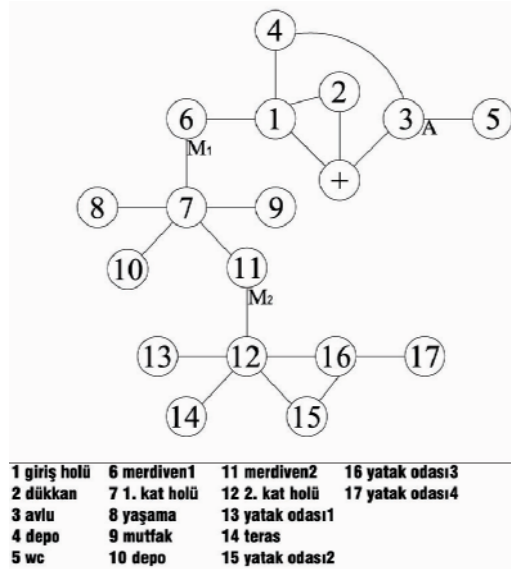 4
2
6
1
3
A
5
M1
+
8
7
9
10
11
M2
13
12
16
17
14
15
1 giriş holü 6 merdiven1 11 merdiven2 16 yatak odası3
2 dükkan 7 1. kat holü 12 2. kat holü 17 yatak odası4
3 avlu 8 yaşama 13 yatak odası1
4 depo 9 mutfak 14 teras
5 wc 10 depo 15 yatak odası2